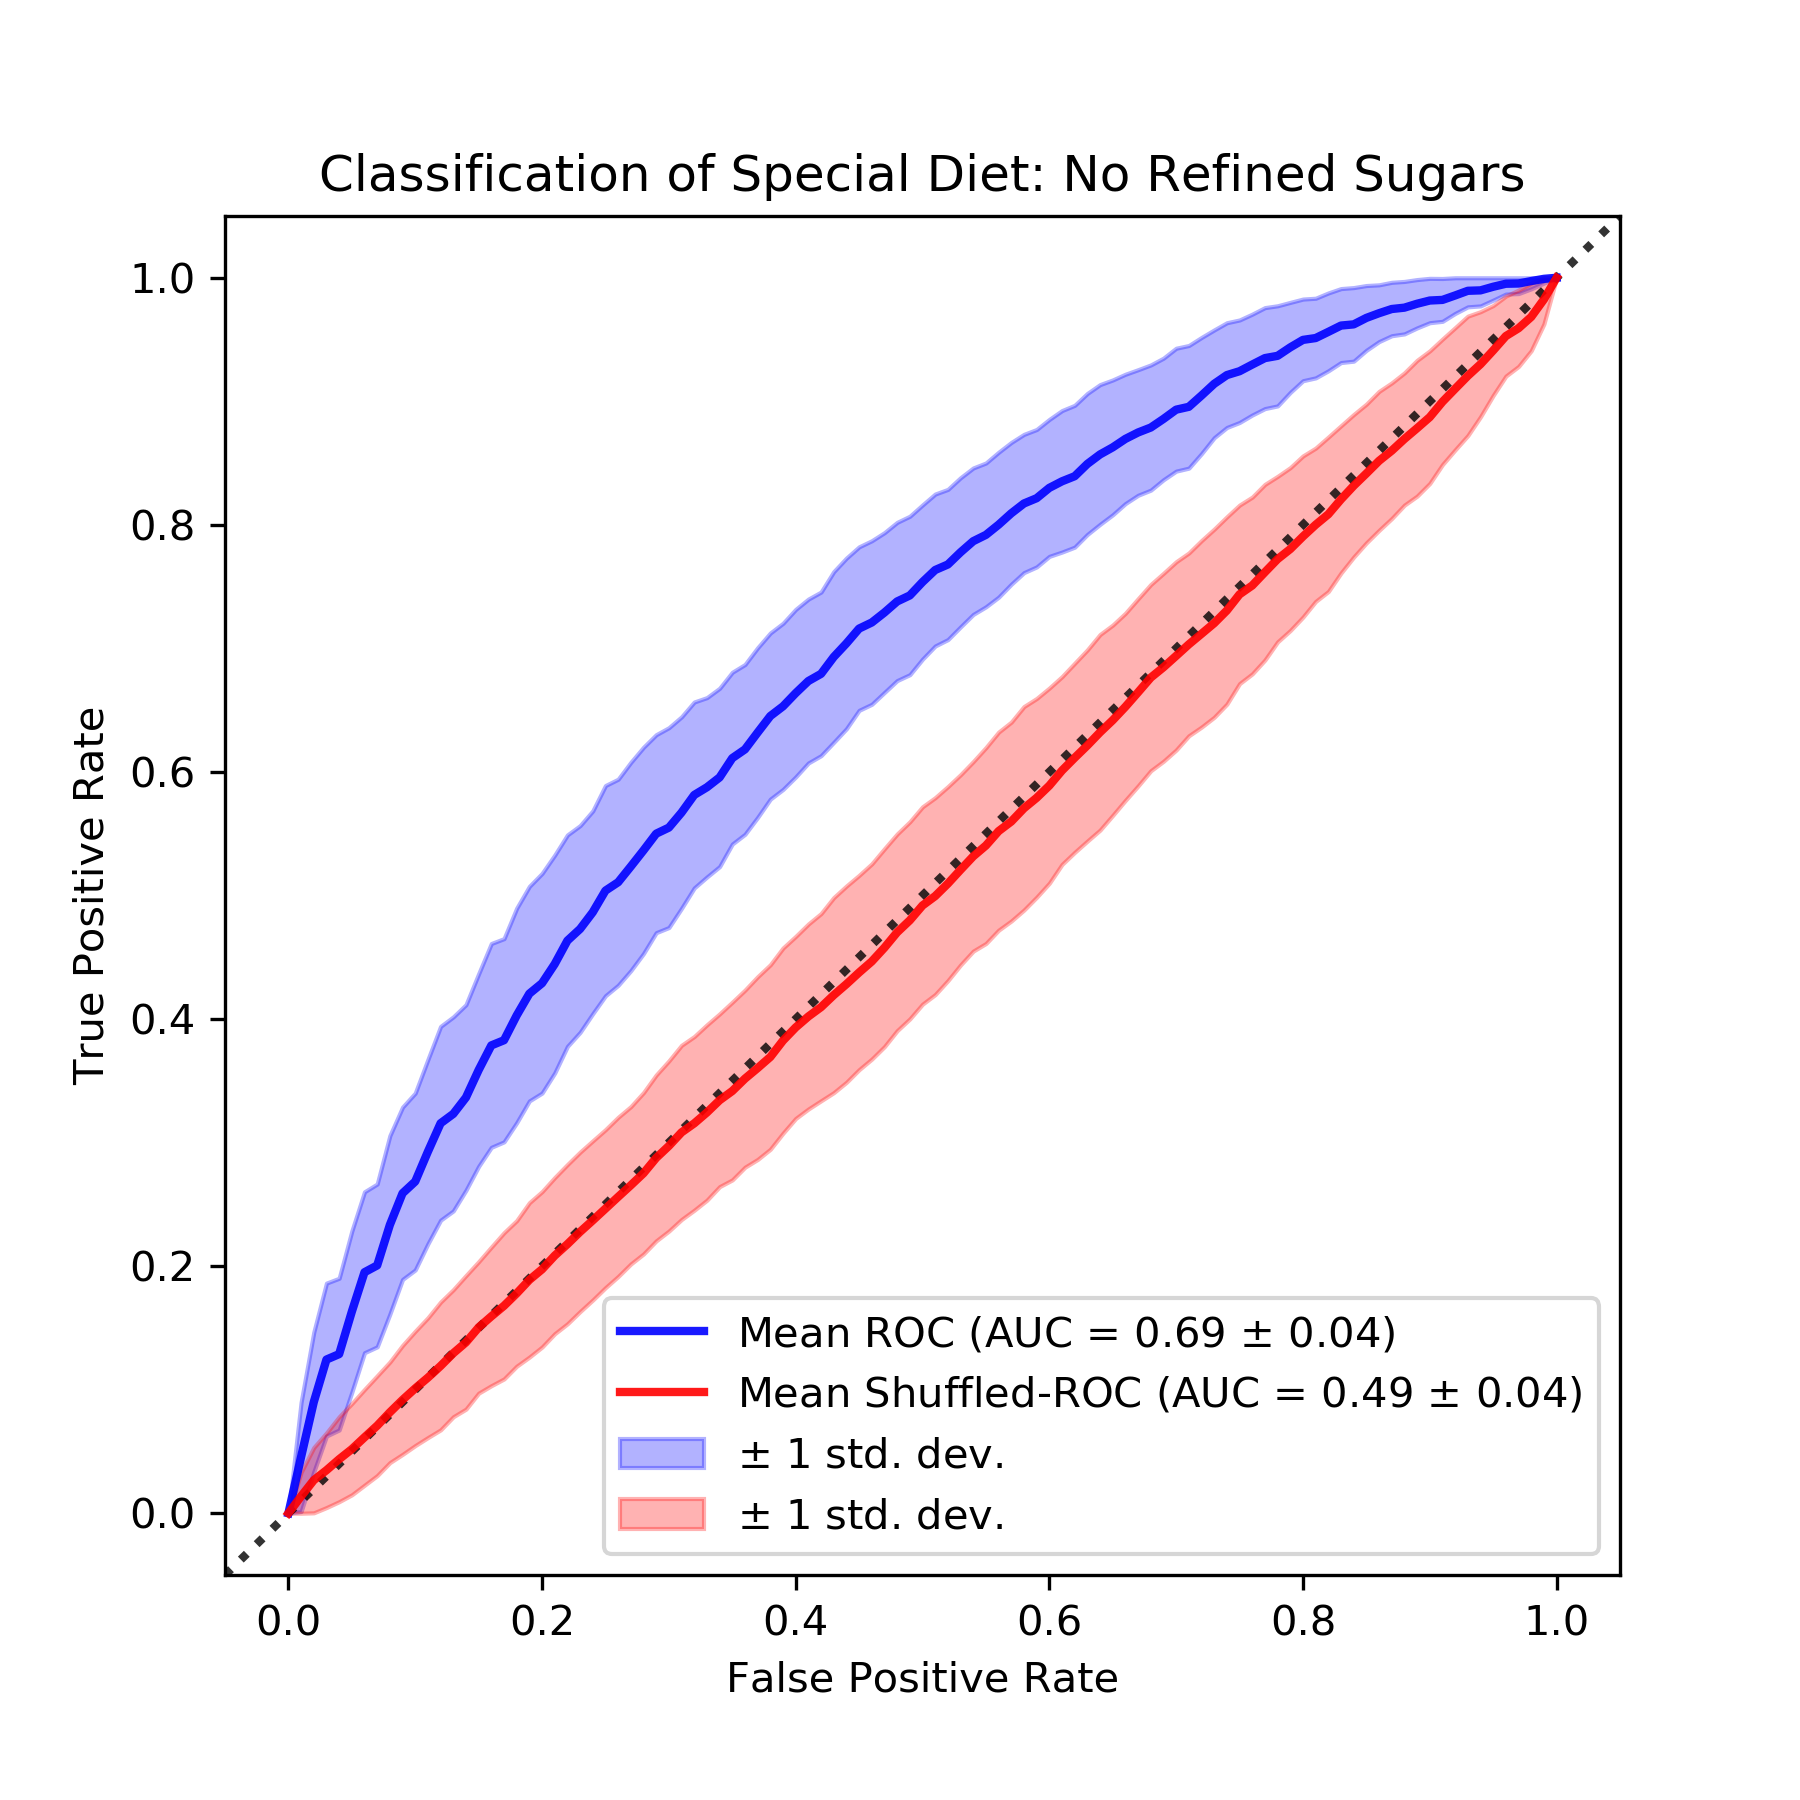 Classification of Special Diet: No Refined Sugars
1.0
0.8
0.6
0.4
0.2
0.0
True Positive Rate
Mean ROC (AUC = 0.69 ± 0.04)
Mean Shuffled-ROC (AUC = 0.49 ± 0.04)
± 1 std. dev.
± 1 std. dev.
0.0 0.2 0.4 0.6 0.8 1.0
False Positive Rate